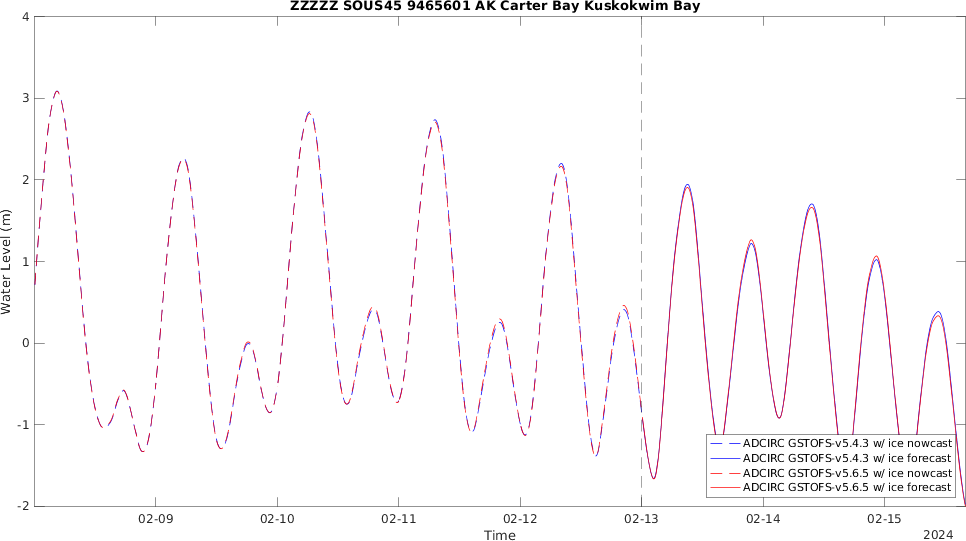 ZZZZZ SOUS45 9465601 AK Carter Bay Kuskokwim Bay
4
3
2
1
0
-1
-2
Water Level (m)
ADCIRC GSTOFS-v5.4.3 w/ ice nowcast
ADCIRC GSTOFS-v5.4.3 w/ ice forecast
ADCIRC GSTOFS-v5.6.5 w/ ice nowcast
ADCIRC GSTOFS-v5.6.5 w/ ice forecast
02-09 02-10 02-11 02-12 02-13 02-14 02-15
Time
2024